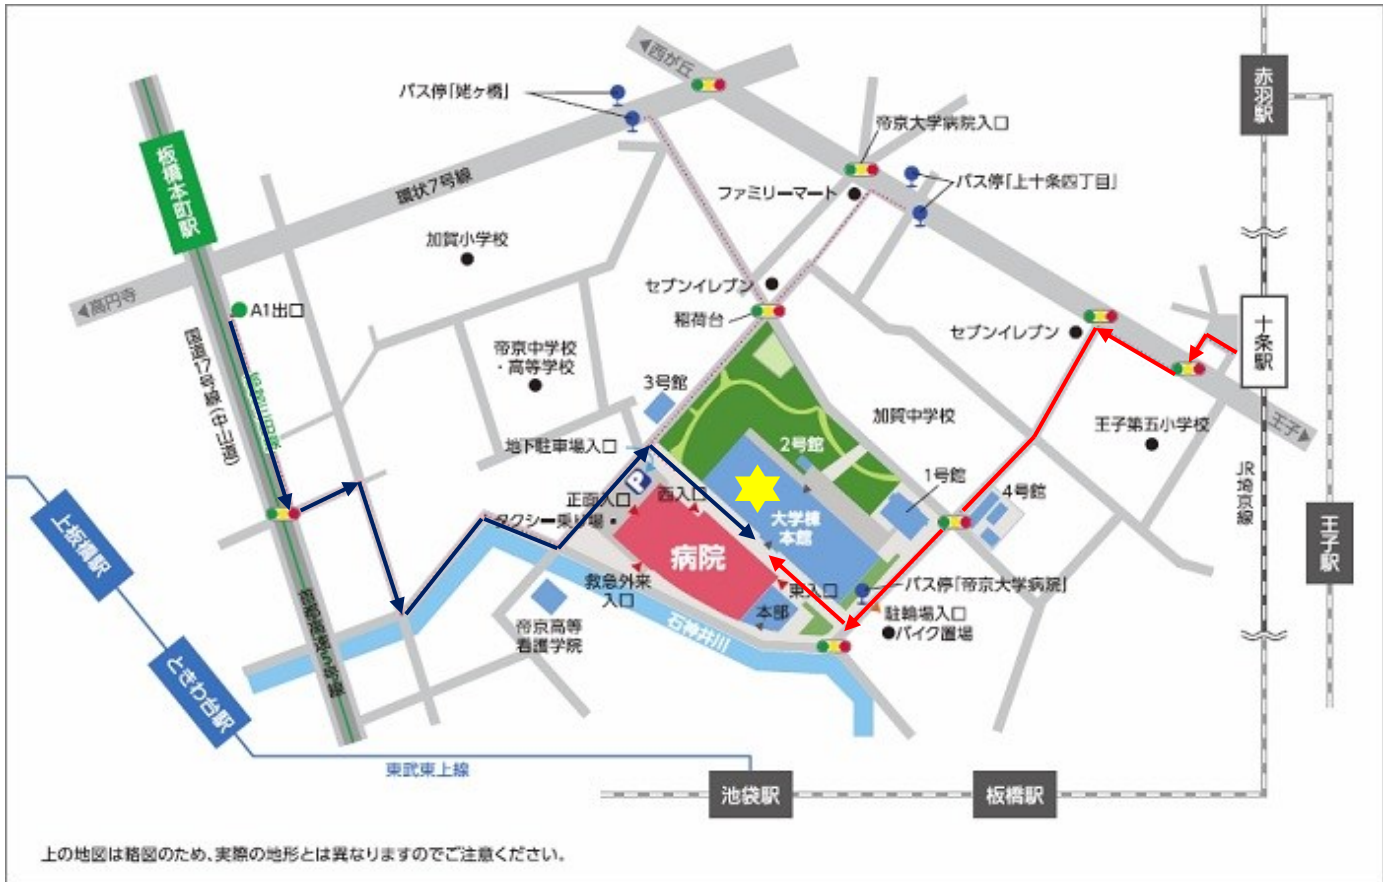 西が丘
バス停「姥ヶ橋」
赤羽駅
帝京大学病院入口
板橋本町駅
環状7号線
ファミリーマート
バス停「上十条四丁目」
加賀小学校
セブンイレブン
高円寺
A1出口
稲荷台
セブンイレブン
十条駅
国道17号線(中山道)
帝京中学校
・高等学校
3号館
加賀中学校
王子第五小学校
王子
地下駐車場入口
2号館
1号館
4号館
JR埼京線
P
正面入口
西入口
タクシー乗り場
大学棟
本館
病院
上板橋駅
王子駅
救急外来
入口
東入口
バス停「帝京大学病院」
本部
駐輪場入口
バイク置場
帝京高等
看護学院
石神井川
ときわ台駅
東武東上線
池袋駅
板橋駅
上の地図は略図のため、実際の地形とは異なりますのでご注意ください。